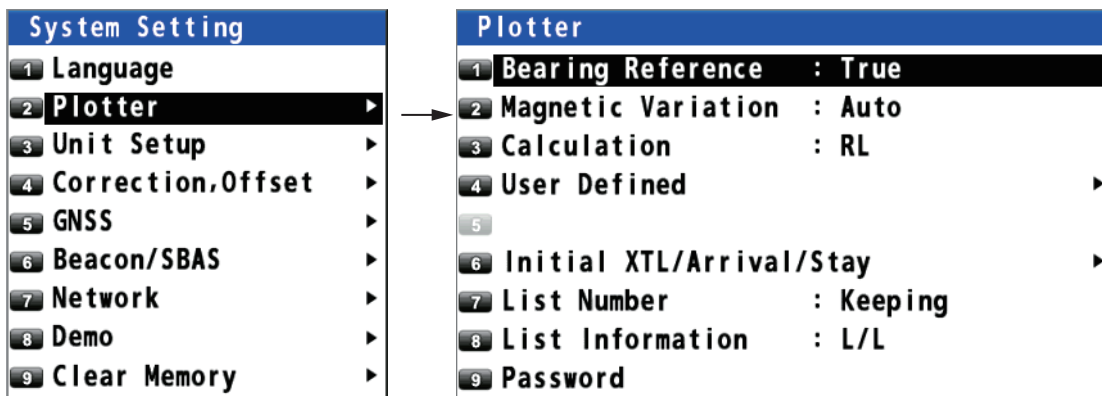 System Setting
1 Language
2 Plotter
3 Unit Setup
4 Correction,Offset
5 GNSS
6 Beacon/SBAS
7 Network
8 Demo
9 Clear Memory
Plotter
1 Bearing Reference : True
2 Magnetic Variation : Auto
3 Calculation : RL
4 User Defined
5
6 Initial XTL/Arrival/Stay
7 List Number : Keeping
8 List Information : L/L
9 Password